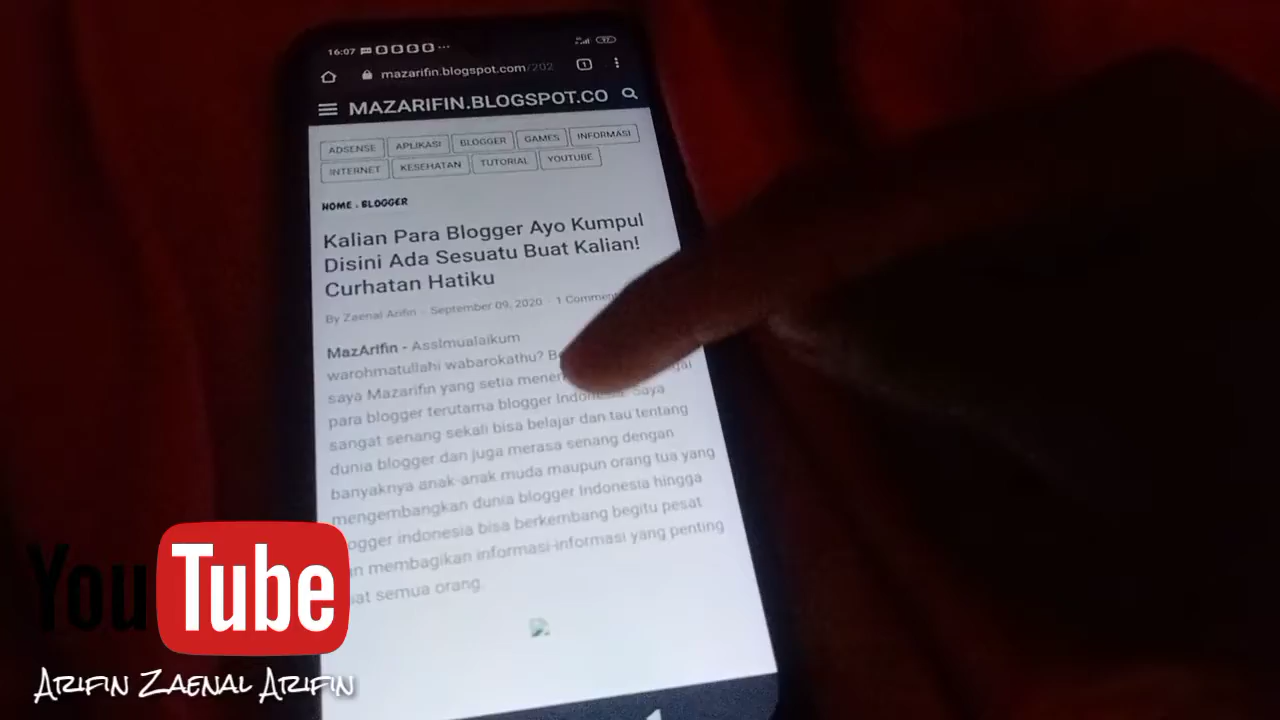 16:07
97
mazarifin.blogspot.com/202
1
MAZARIFIN.BLOGSPOT.CO
ADSENSE APLIKASI BLOGGER GAMES INFORMASI
INTERNET KESEHATAN TUTORIAL YOUTUBE
HOME › BLOGGER
Kalian Para Blogger Ayo Kumpul
Disini Ada Sesuatu Buat Kalian!
Curhatan Hatiku
By Zaenal Arifin - September 09, 2020 - 1 Comment
MazArifin - Asslmualaikum
warohmatullahi wabarokathu?
saya Mazarifin yang setia
para blogger terutama blogger Indonesia. Saya
sangat senang sekali bisa belajar dan tau tentang
dunia blogger dan juga merasa senang dengan
banyaknya anak-anak muda maupun orang tua yang
mengembangkan dunia blogger Indonesia hingga
ogger indonesia bisa berkembang begitu pesat
membagikan informasi-informasi yang penting
semua orang.
YouTube
Arifin Zaenal Arifin